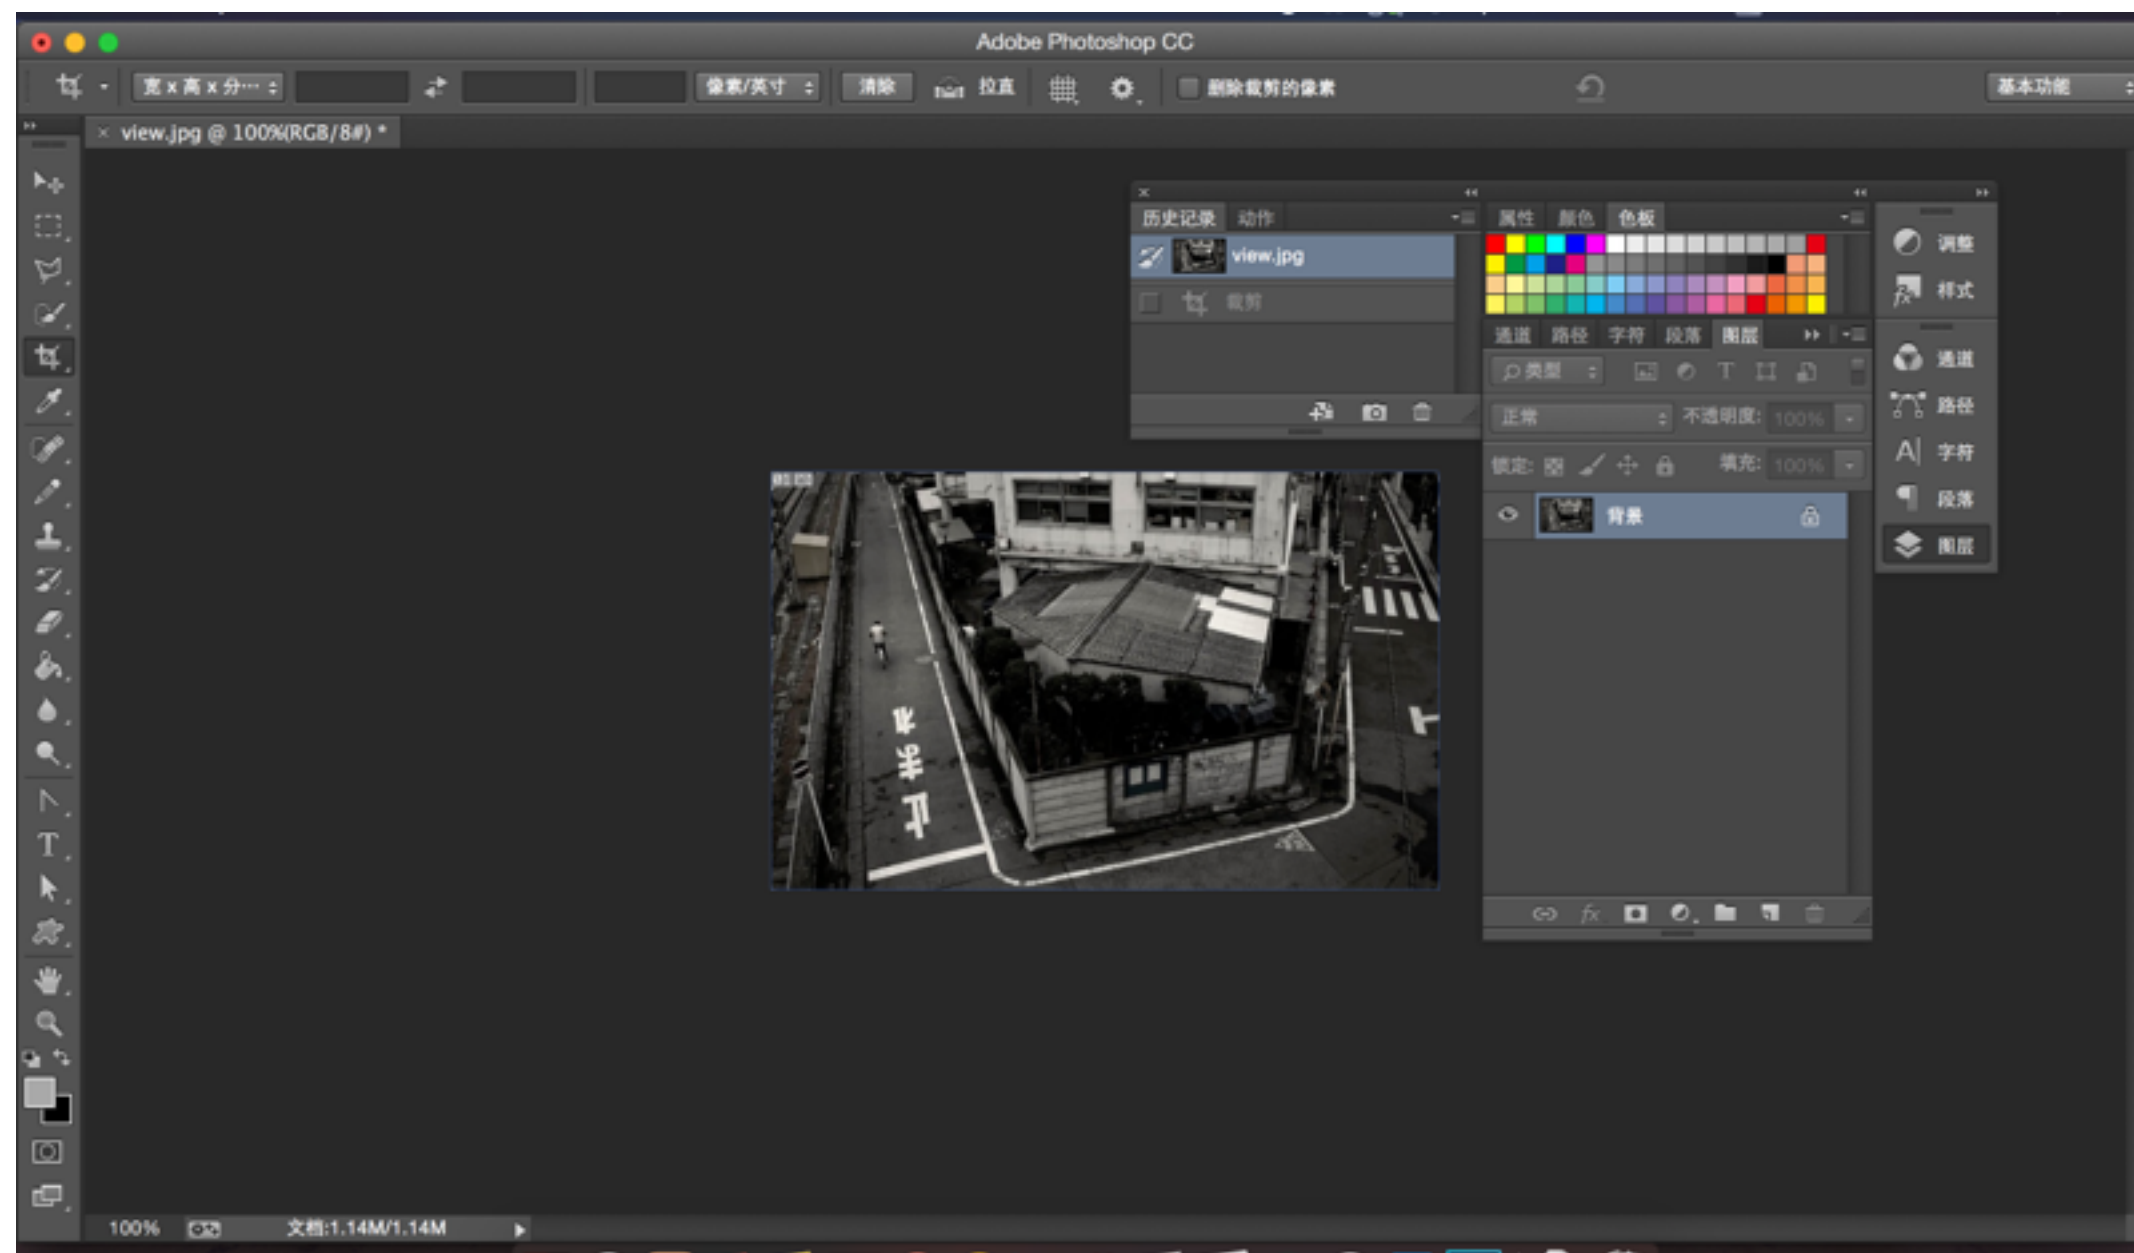 Adobe Photoshop CC
宽 x 高 x 分… 像素/英寸 清除 拉直 删除裁剪的像素 基本功能
× view.jpg @ 100%(RGB/8#) *
历史记录 动作
view.jpg
裁剪
属性 颜色 色板
通道 路径 字符 段落 图层
类型
正常 不透明度: 100%
锁定: 填充: 100%
背景
调整
样式
通道
路径
字符
段落
图层
100% 文档:1.14M/1.14M